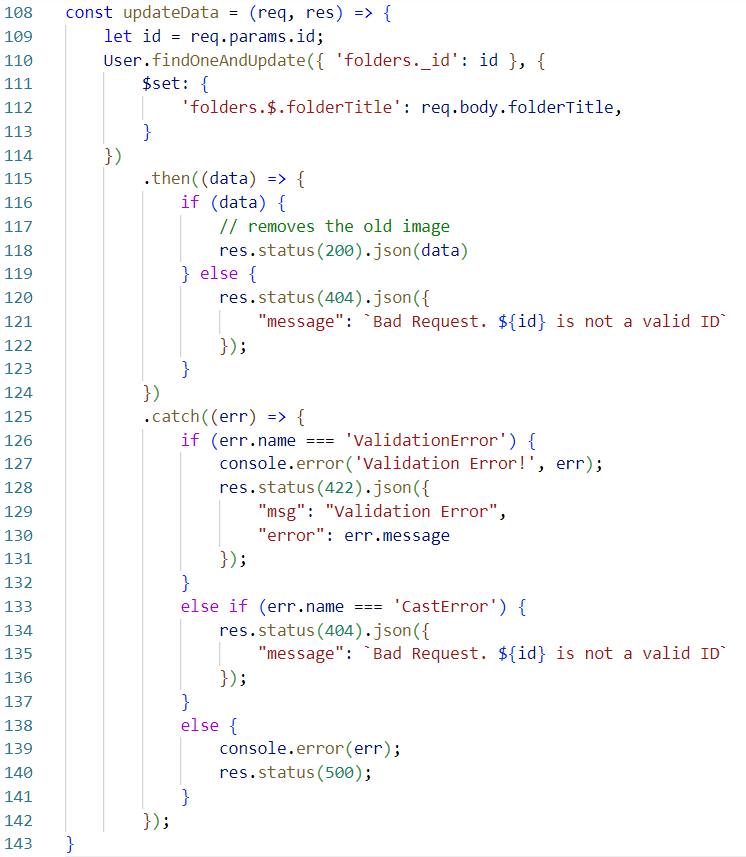 108 const updateData = (req, res) => {
109     let id = req.params.id;
110     User.findOneAndUpdate({ 'folders._id': id }, {
111         $set: {
112             'folders.$.folderTitle': req.body.folderTitle,
113         }
114     })
115         .then((data) => {
116             if (data) {
117                 // removes the old image
118                 res.status(200).json(data)
119             } else {
120                 res.status(404).json({
121                     "message": `Bad Request. ${id} is not a valid ID`
122                 });
123             }
124         })
125         .catch((err) => {
126             if (err.name === 'ValidationError') {
127                 console.error('Validation Error!', err);
128                 res.status(422).json({
129                     "msg": "Validation Error",
130                     "error": err.message
131                 });
132             }
133             else if (err.name === 'CastError') {
134                 res.status(404).json({
135                     "message": `Bad Request. ${id} is not a valid ID`
136                 });
137             }
138             else {
139                 console.error(err);
140                 res.status(500);
141             }
142         });
143 }